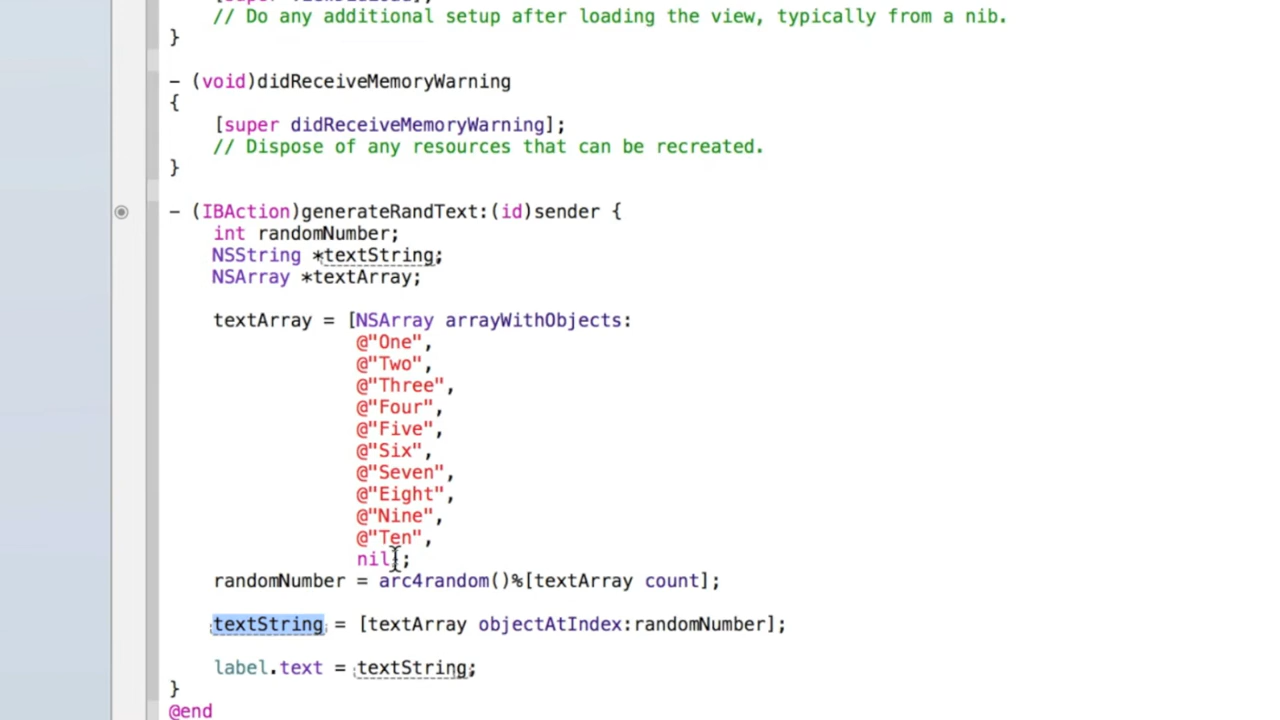 // Do any additional setup after loading the view, typically from a nib.
}
- (void)didReceiveMemoryWarning
{
[super didReceiveMemoryWarning];
// Dispose of any resources that can be recreated.
}
- (IBAction)generateRandText:(id)sender {
int randomNumber;
NSString *textString;
NSArray *textArray;
textArray = [NSArray arrayWithObjects:
@"One",
@"Two",
@"Three",
@"Four",
@"Five",
@"Six",
@"Seven",
@"Eight",
@"Nine",
@"Ten",
nil];
randomNumber = arc4random()%[textArray count];
textString = [textArray objectAtIndex:randomNumber];
label.text = textString;
}
@end